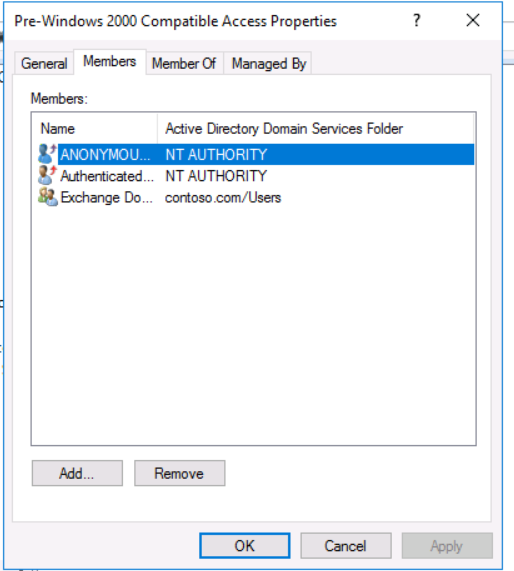 Pre-Windows 2000 Compatible Access Properties ?
General Members Member Of Managed By
Members:
Name Active Directory Domain Services Folder
ANONYMOU... NT AUTHORITY
Authenticated... NT AUTHORITY
Exchange Do... contoso.com/Users
Add... Remove
OK Cancel Apply